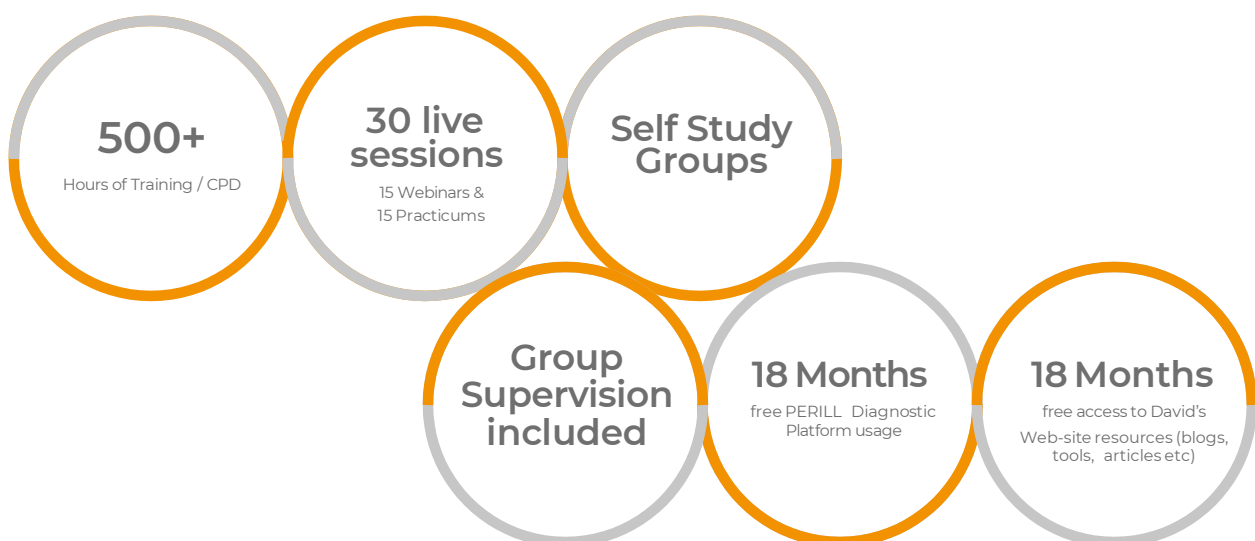 500+
Hours of Training / CPD
30 live
sessions
15 Webinars &
15 Practicums
Self Study
Groups
Group
Supervision
included
18 Months
free PERILL Diagnostic
Platform usage
18 Months
free access to David’s
Web-site resources (blogs,
tools, articles etc)